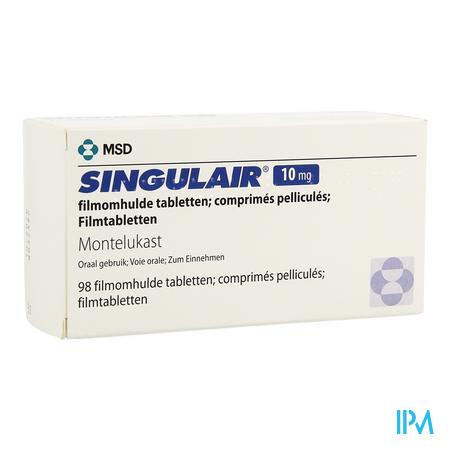 MSD
SINGULAIR® 10 mg
filmomhulde tabletten; comprimés pelliculés;
Filmtabletten
Montelukast
Oraal gebruik; Voie orale; Zum Einnehmen
98 filmomhulde tabletten; comprimés pelliculés;
filmtabletten
IPM